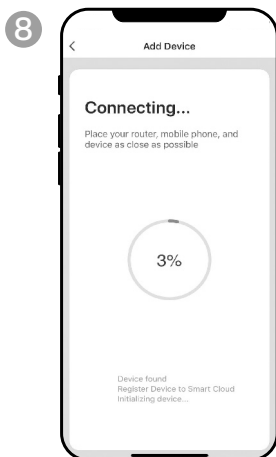 8
Add Device
Connecting...
Place your router, mobile phone, and
device as close as possible
3%
Device found
Register Device to Smart Cloud
Initializing device...